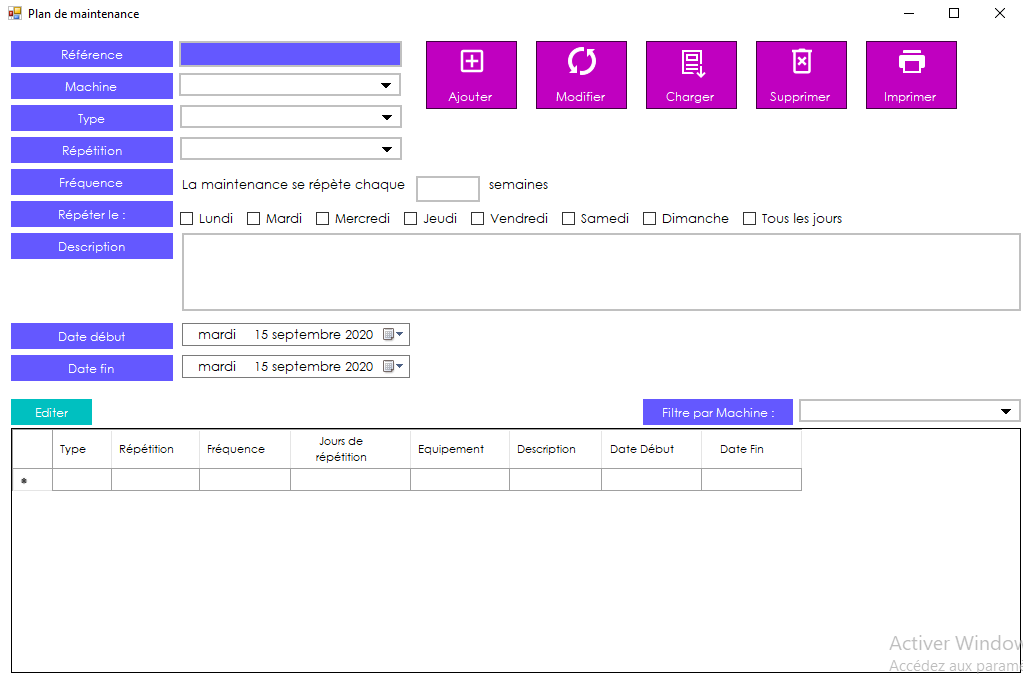 Plan de maintenance
Référence
Machine
Type
Répétition
Ajouter
Modifier
Charger
Supprimer
Imprimer
Fréquence
La maintenance se répète chaque
semaines
Répéter le :
Lundi
Mardi
Mercredi
Jeudi
Vendredi
Samedi
Dimanche
Tous les jours
Description
Date début
mardi 15 septembre 2020
Date fin
mardi 15 septembre 2020
Editer
Filtre par Machine :
Type
Répétition
Fréquence
Jours de
répétition
Equipement
Description
Date Début
Date Fin
Activer Window
Accédez aux param